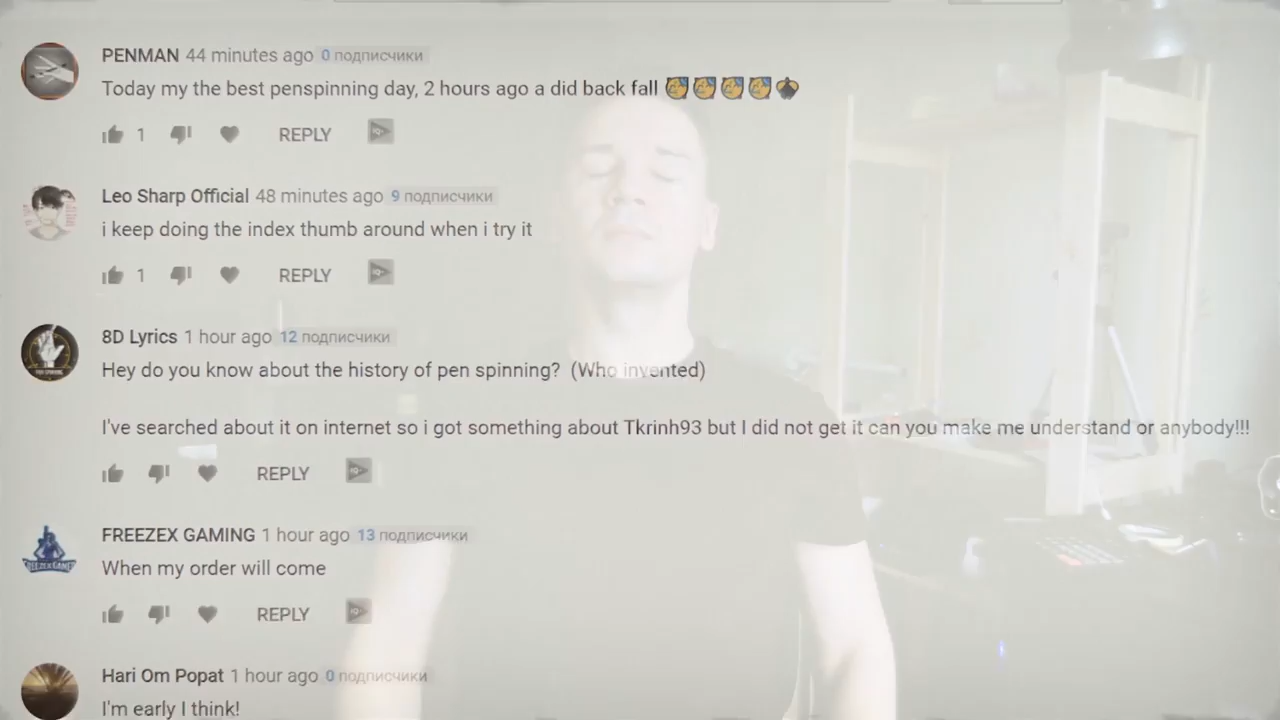 PENMAN 44 minutes ago 0 подписчики
Today my the best penspinning day, 2 hours ago a did back fall
1 REPLY
Leo Sharp Official 48 minutes ago 9 подписчики
i keep doing the index thumb around when i try it
1 REPLY
8D Lyrics 1 hour ago 12 подписчики
Hey do you know about the history of pen spinning? (Who invented)
I've searched about it on internet so i got something about Tkrinh93 but I did not get it can you make me understand or anybody!!!
REPLY
FREEZEX GAMING 1 hour ago 13 подписчики
When my order will come
REPLY
Hari Om Popat 1 hour ago 0 подписчики
I'm early I think!